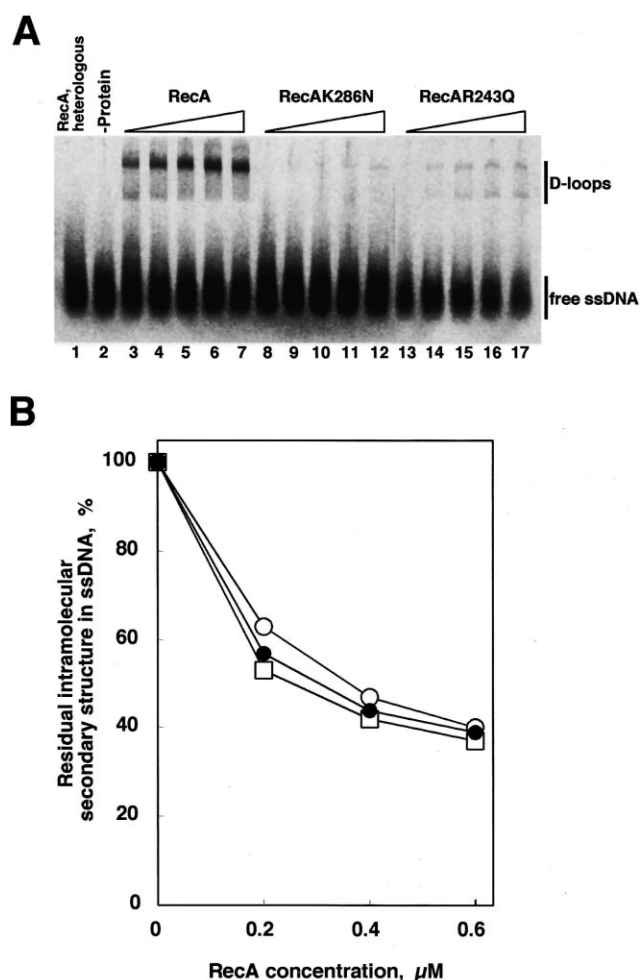 A
RecA,
heterologous
-Protein
RecA
RecAK286N
RecAR243Q
D-loops
free ssDNA
1 2 3 4 5 6 7 8 9 10 11 12 13 14 15 16 17
B
Residual intramolecular
secondary structure in ssDNA, %
100
80
60
40
20
0
0 0.2 0.4 0.6
RecA concentration, µM